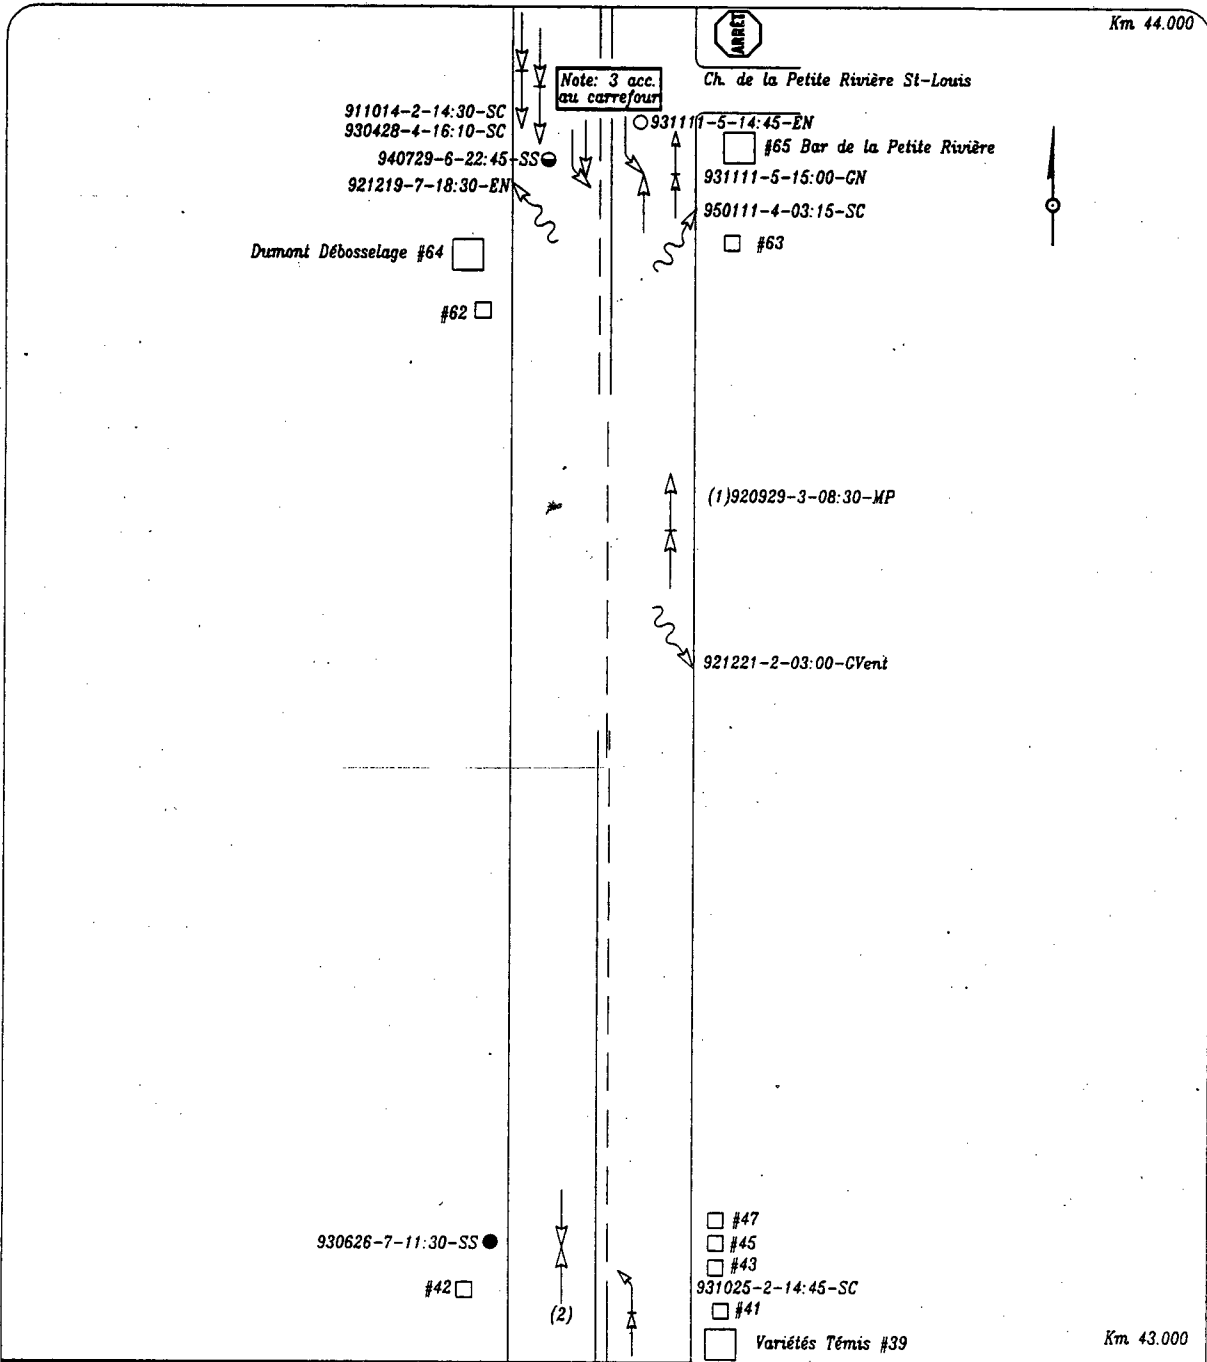 ARRÊT
Km 44.000
Note: 3 acc.
au carrefour
Ch. de la Petite Rivière St-Louis
911014-2-14:30-SC
930428-4-16:10-SC
931111-5-14:45-EN
#65 Bar de la Petite Rivière
940729-6-22:45-SS
921219-7-18:30-EN
931111-5-15:00-GN
950111-4-03:15-SC
Dumont Débosselage #64
#63
#62
(1)920929-3-08:30-MP
921221-2-03:00-CVent
#47
930626-7-11:30-SS
#45
#43
#42
931025-2-14:45-SC
(2)
#41
Variétés Témis #39
Km 43.000